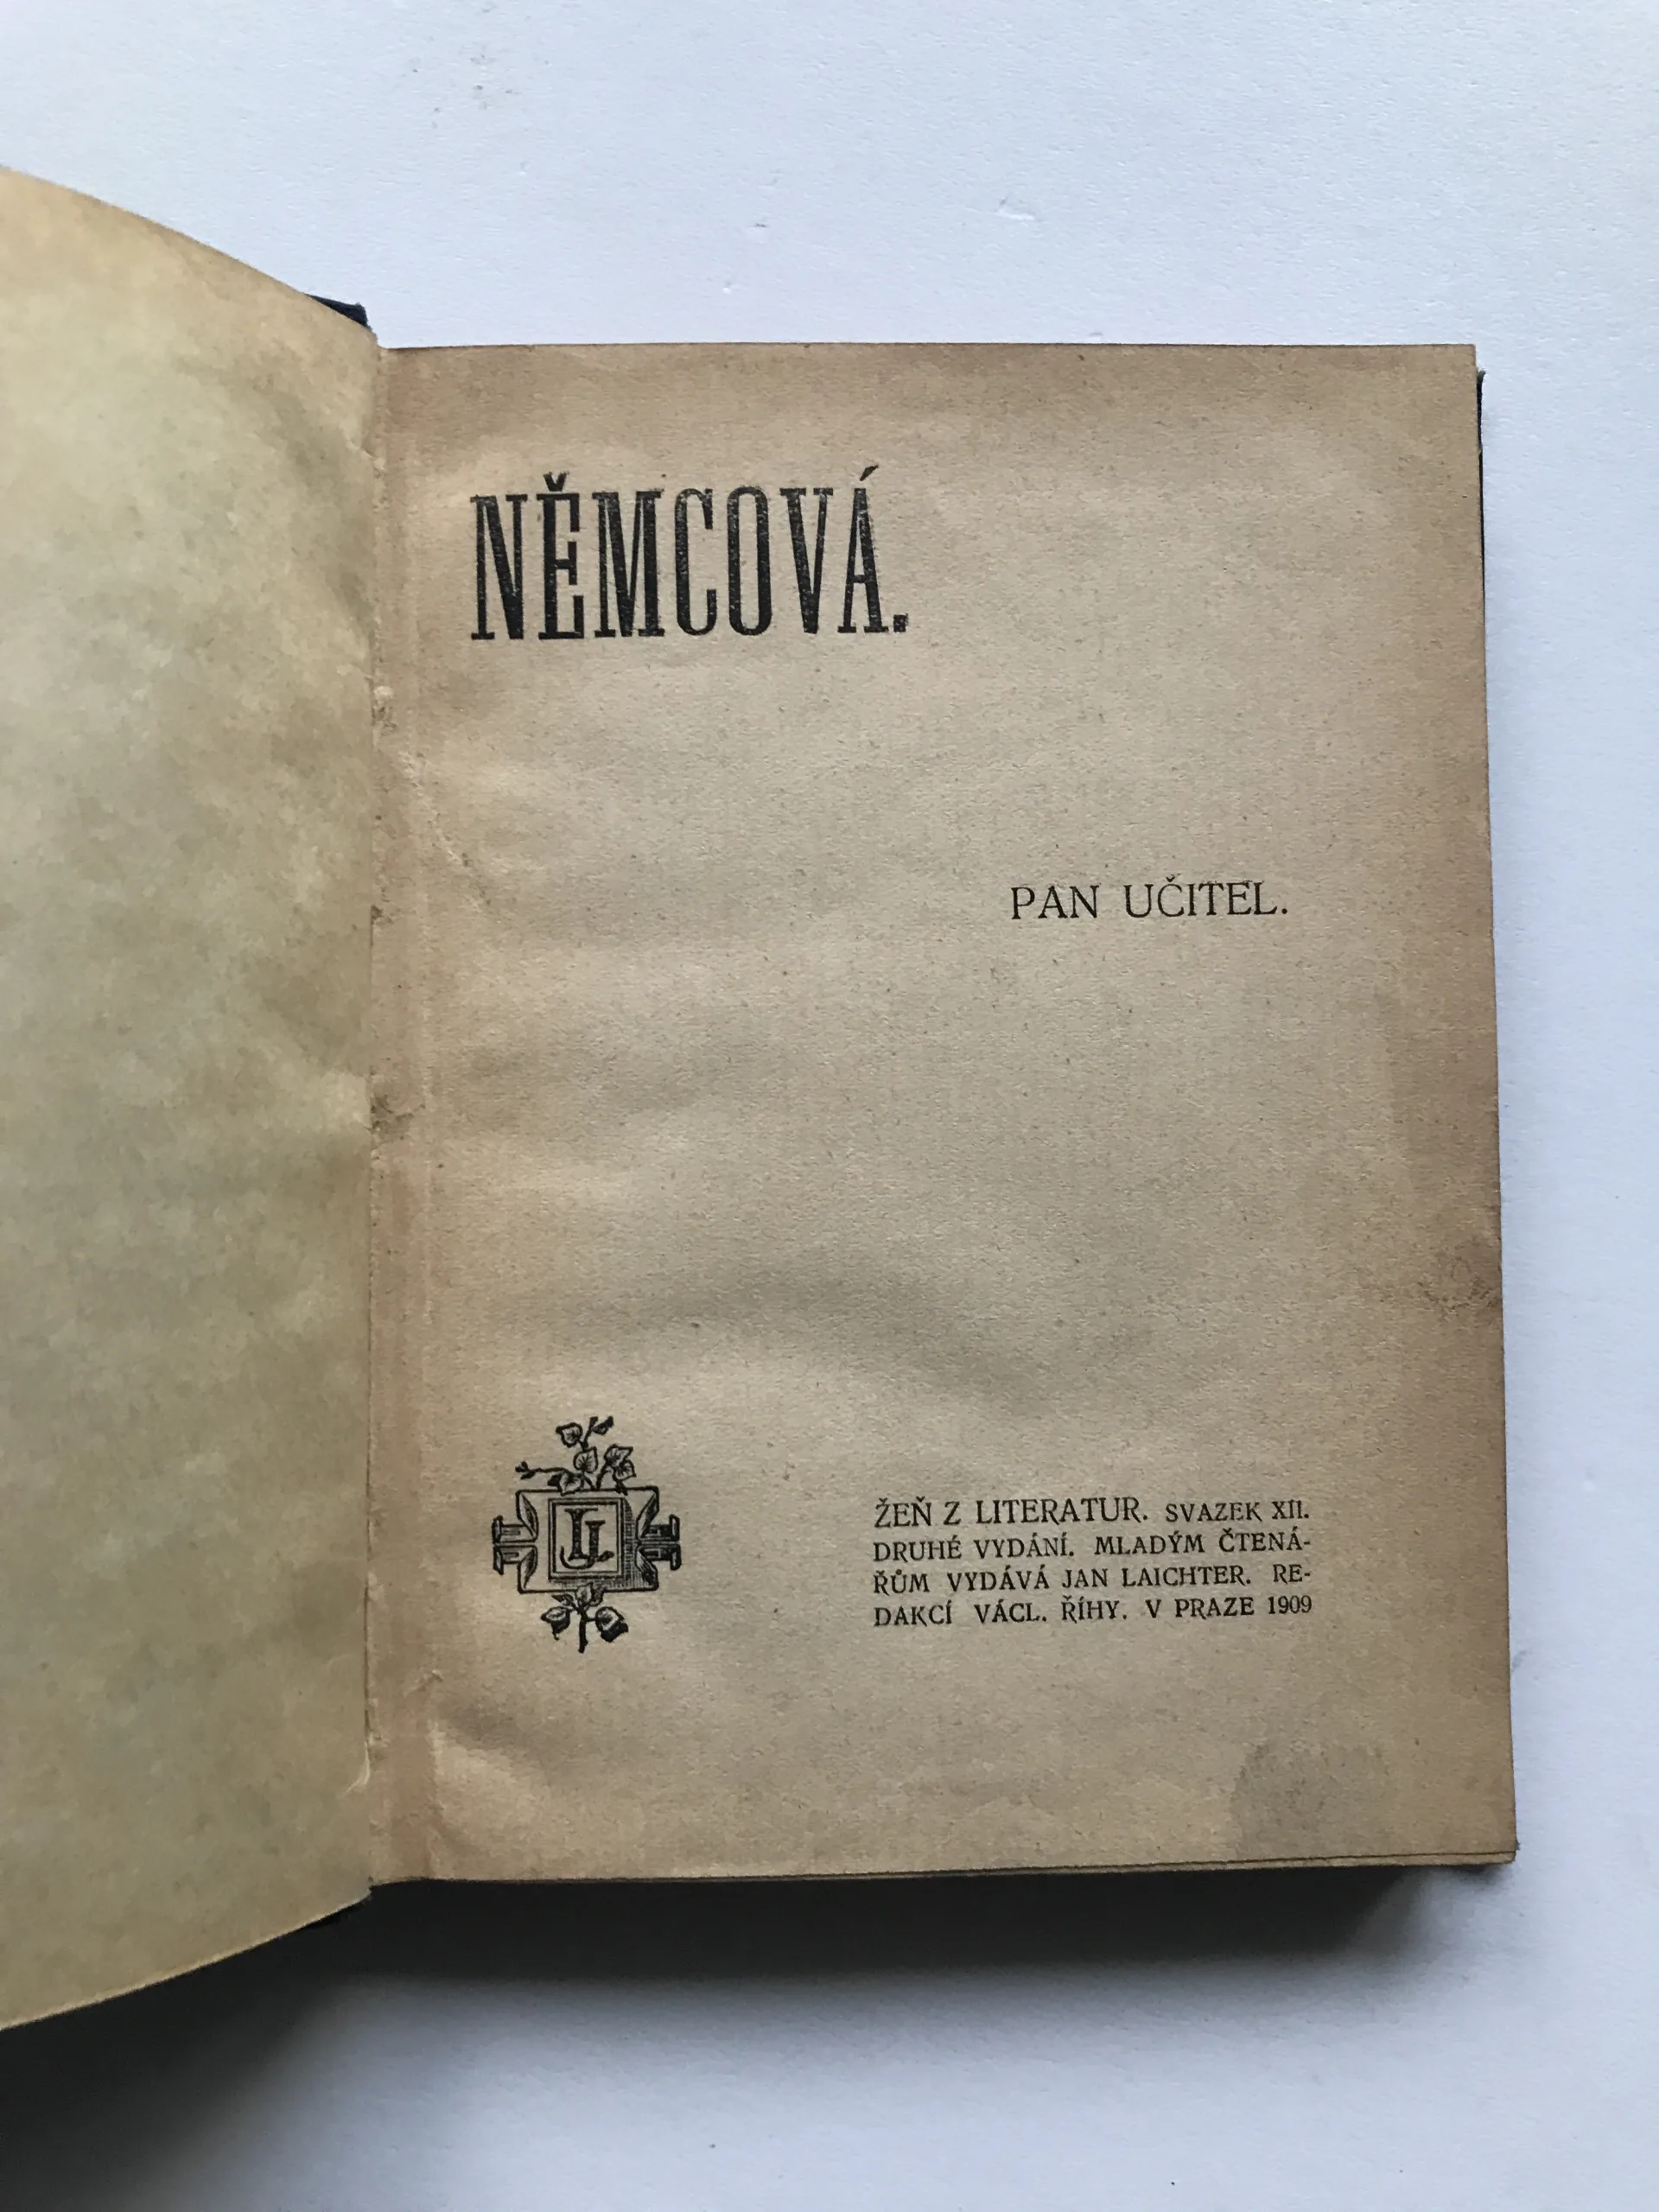 NĚMCOVÁ.
PAN UČITEL.
JL
ŽEŇ Z LITERATUR. SVAZEK XII.
DRUHÉ VYDÁNÍ. MLADÝM ČTENÁ-
ŘŮM VYDÁVÁ JAN LAICHTER. RE-
DAKCÍ VÁCL. ŘÍHY. V PRAZE 1909